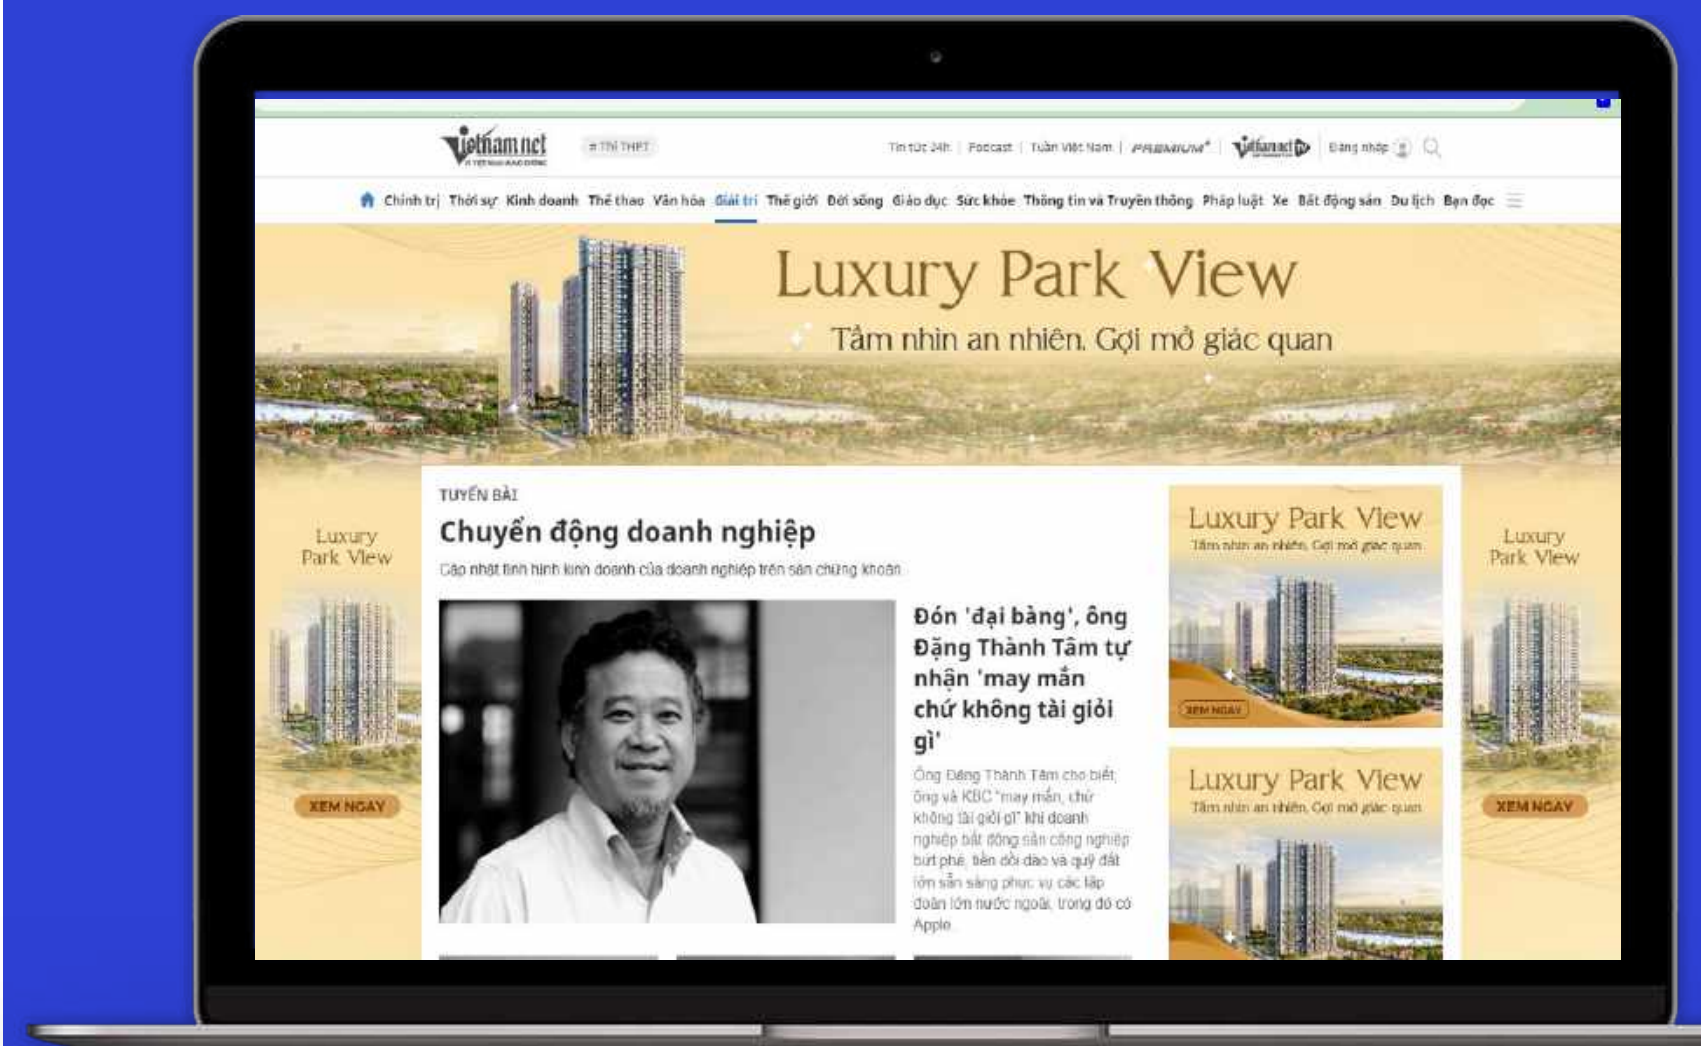 vietnamnet
# Thi THPT
Tin tức 24h | Podcast | Tuần Việt Nam | PREMIUM+ | vietnamnet TV | Đăng nhập
Chính trị Thời sự Kinh doanh Thể thao Văn hóa Giải trí Thế giới Đời sống Giáo dục Sức khỏe Thông tin và Truyền thông Pháp luật Xe Bất động sản Du lịch Bạn đọc
Luxury Park View
Tầm nhìn an nhiên. Gợi mở giác quan
TUYẾN BÀI
Chuyển động doanh nghiệp
Cập nhật tình hình kinh doanh của doanh nghiệp trên sàn chứng khoán
Đón 'đại bàng', ông
Đặng Thành Tâm tự
nhận 'may mắn
chứ không tài giỏi
gì'
Ông Đặng Thành Tâm cho biết,
ông và KBC "may mắn, chứ
không tài giỏi gì" khi doanh
nghiệp bất động sản công nghiệp
bứt phá, tiền dồi dào và quỹ đất
lớn sẵn sàng phục vụ các tập
đoàn lớn nước ngoài, trong đó có
Apple.
Luxury
Park View
XEM NGAY
Luxury Park View
Tầm nhìn an nhiên. Gợi mở giác quan
XEM NGAY
Luxury Park View
Tầm nhìn an nhiên. Gợi mở giác quan
Luxury
Park View
XEM NGAY